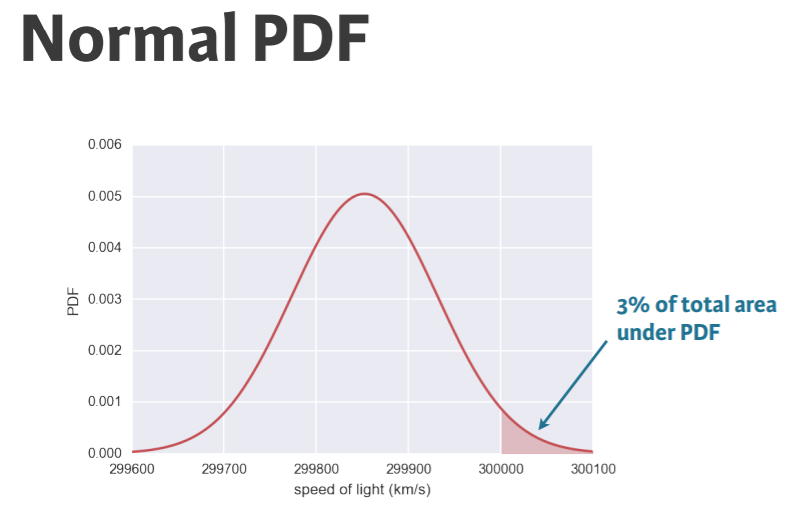 Normal PDF
0.006
0.005
0.004
0.003
0.002
0.001
0.000
PDF
299600 299700 299800 299900 300000 300100
speed of light (km/s)
3% of total area
under PDF